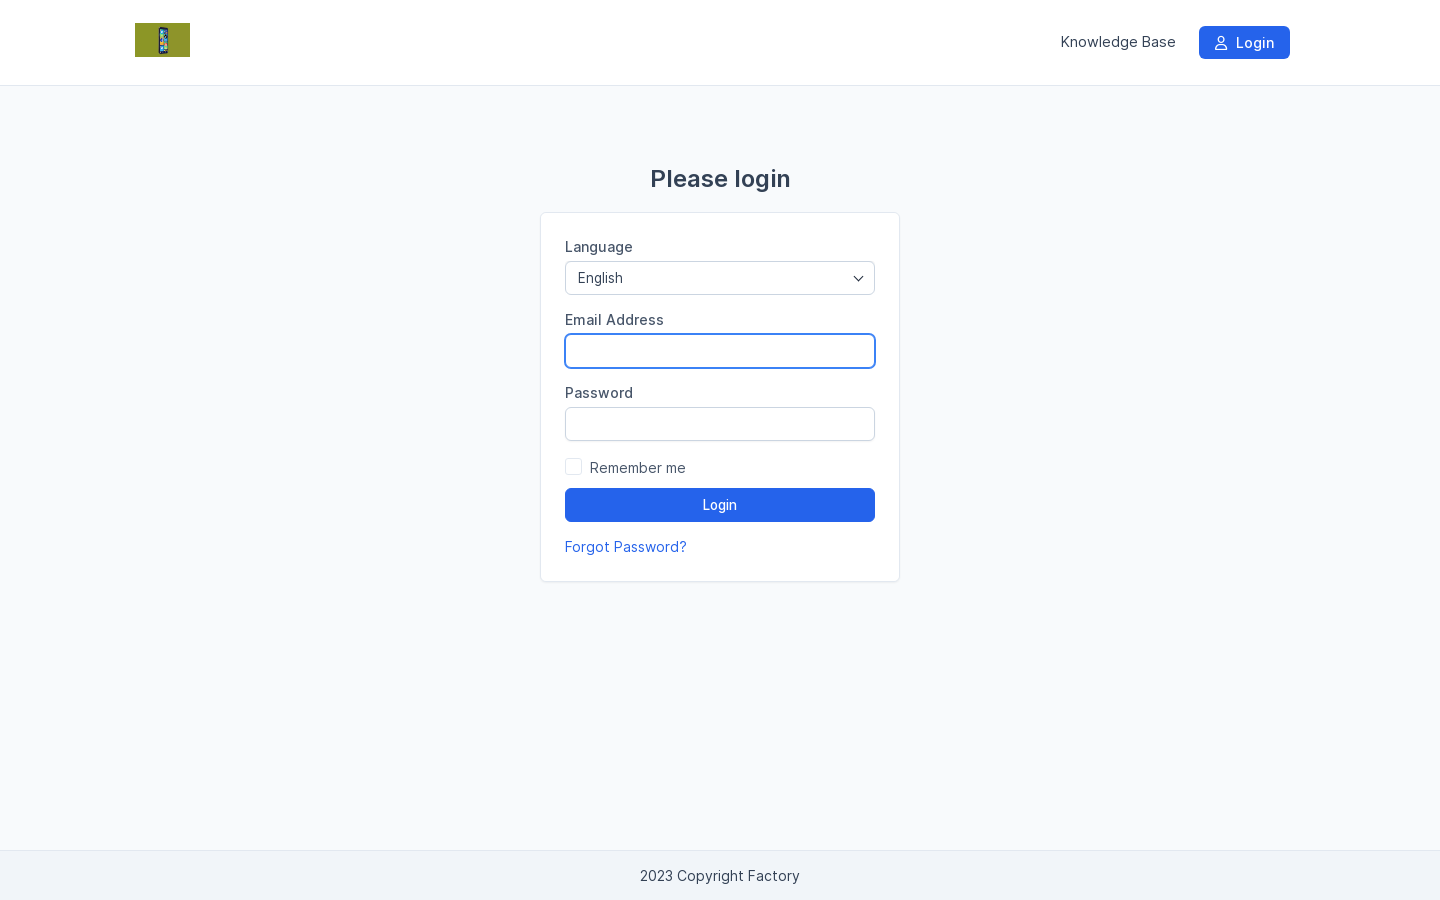 Knowledge Base
Login
Please login
Language
English
Email Address
Password
Remember me
Login
Forgot Password?
2023 Copyright Factory